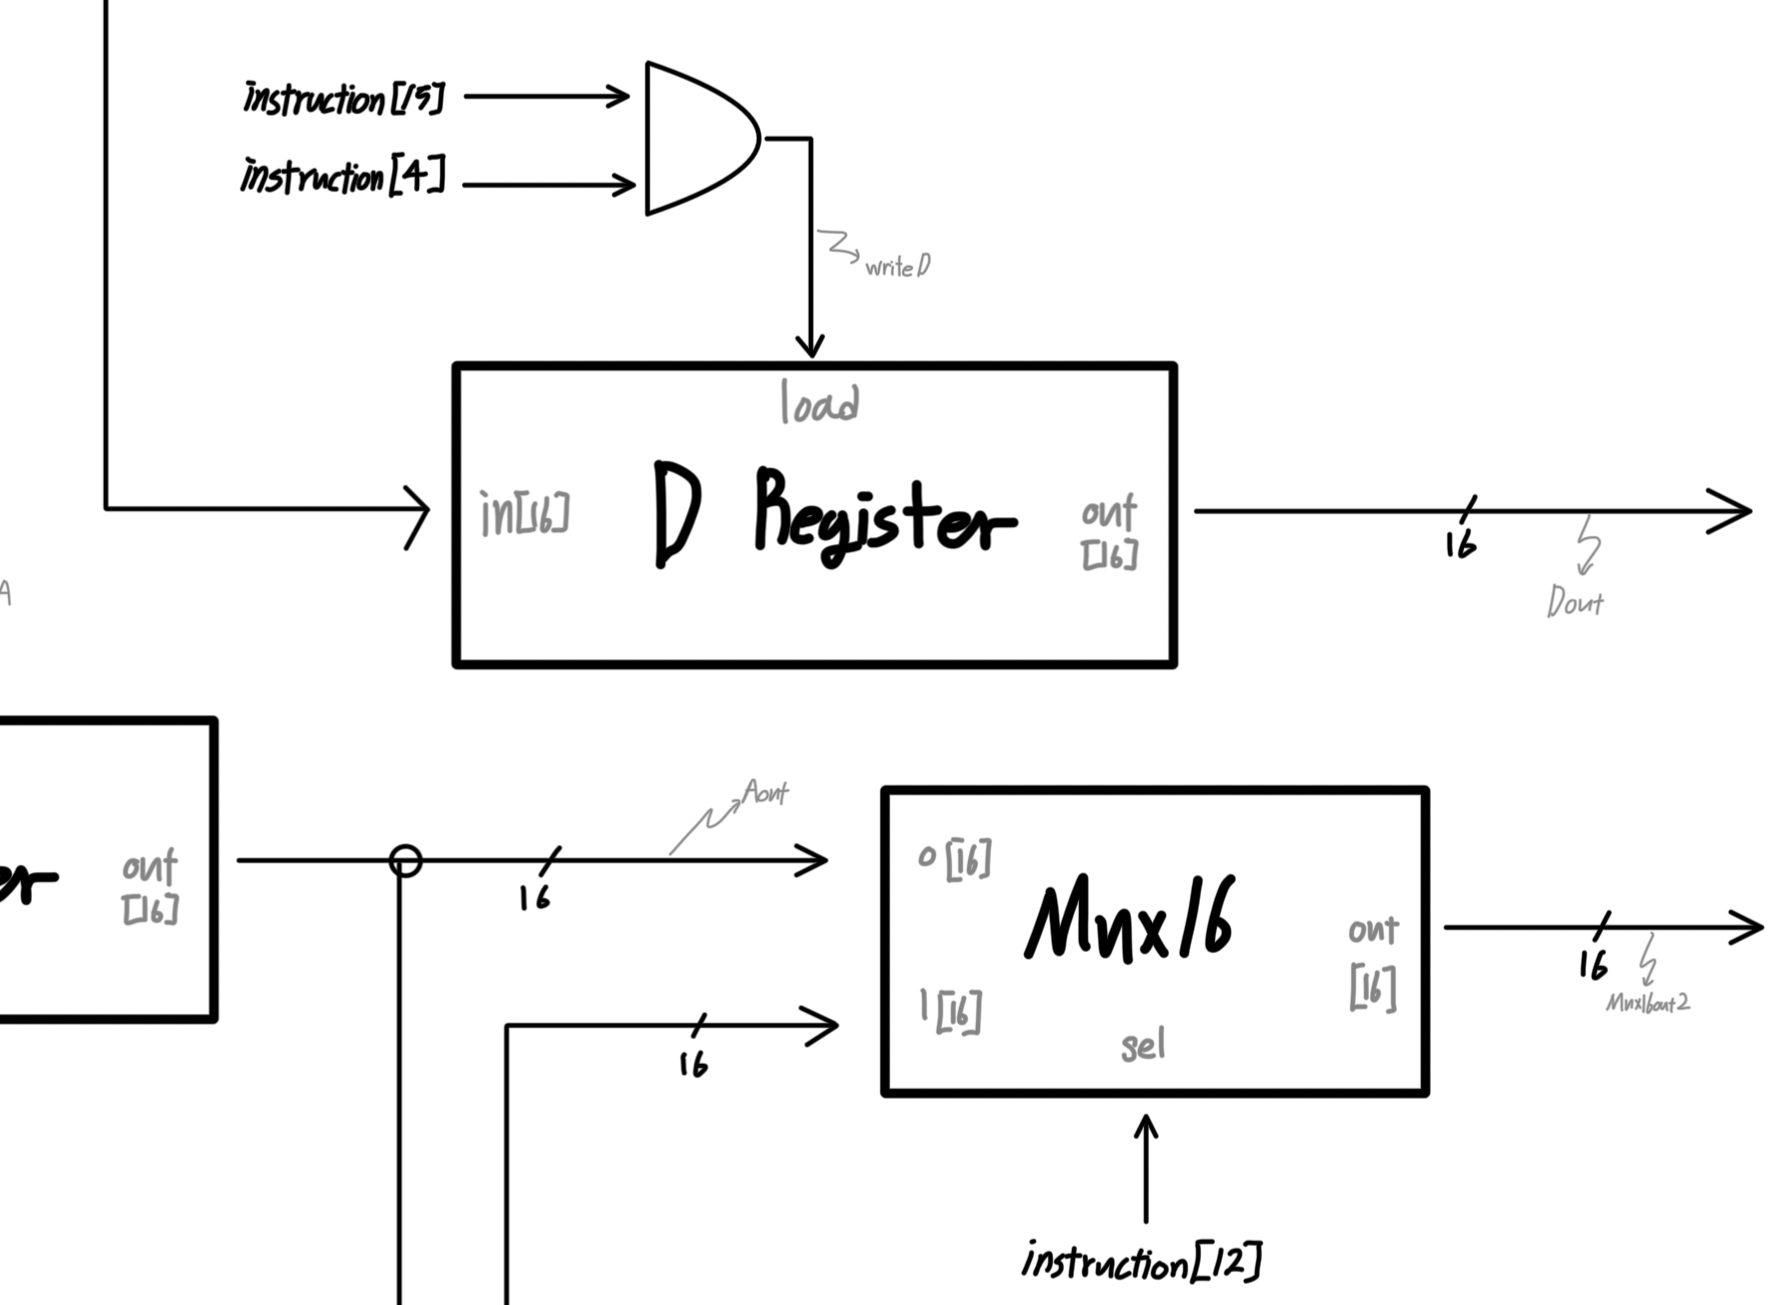 instruction[15]
instruction[4]
writeD
load
in[16]
D Register
out
[16]
16
Dout
A
er
out
[16]
16
Aout
0 [16]
Mux16
out
[16]
1 [16]
sel
16
16
Mux16out2
instruction[12]